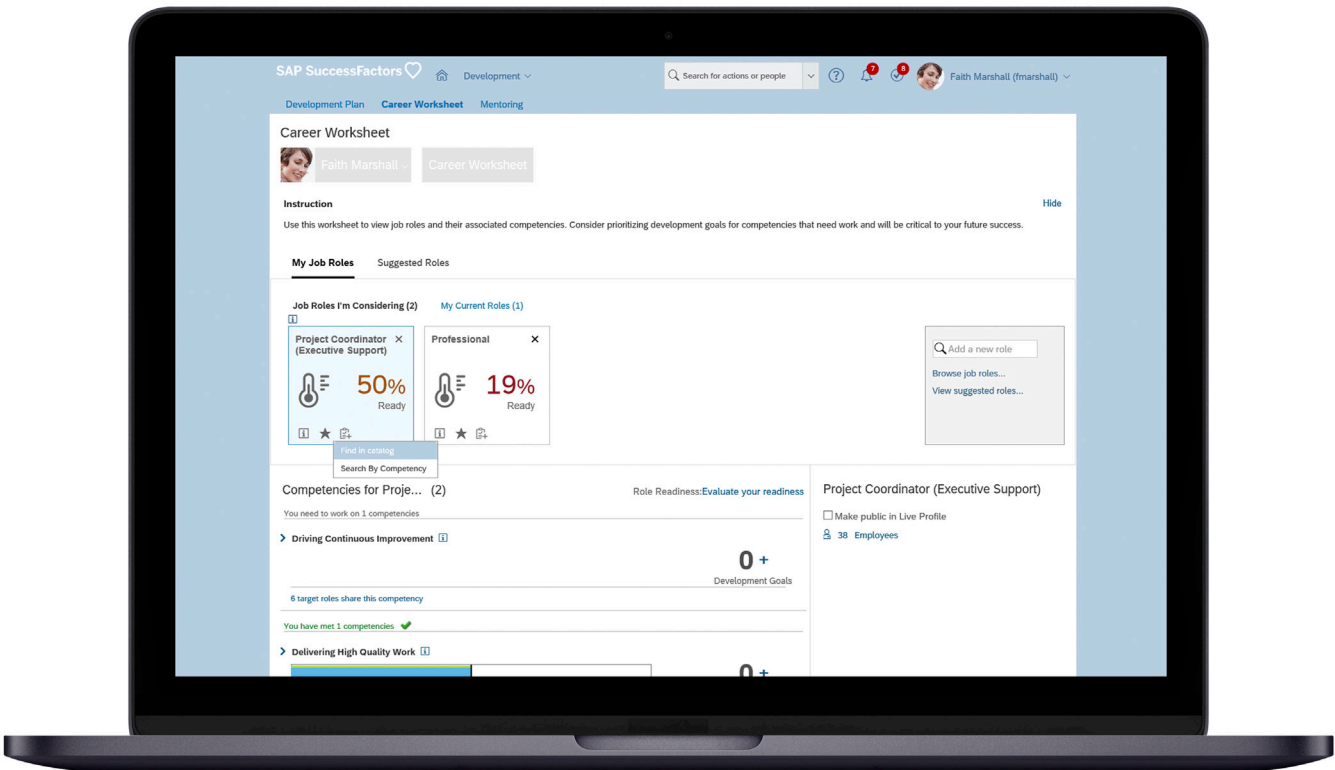 SAP SuccessFactors
Development
Search for actions or people
7
8
Faith Marshall (fmarshall)
Development Plan
Career Worksheet
Mentoring
Career Worksheet
Faith Marshall
Career Worksheet
Instruction
Hide
Use this worksheet to view job roles and their associated competencies. Consider prioritizing development goals for competencies that need work and will be critical to your future success.
My Job Roles
Suggested Roles
Job Roles I'm Considering (2)
My Current Roles (1)
Project Coordinator
(Executive Support)
50%
Ready
Professional
19%
Ready
Add a new role
Browse job roles...
View suggested roles...
Find in catalog
Search By Competency
Competencies for Proje... (2)
Role Readiness:Evaluate your readiness
You need to work on 1 competencies
Driving Continuous Improvement
0 +
Development Goals
6 target roles share this competency
You have met 1 competencies
Delivering High Quality Work
0 +
Project Coordinator (Executive Support)
Make public in Live Profile
38 Employees